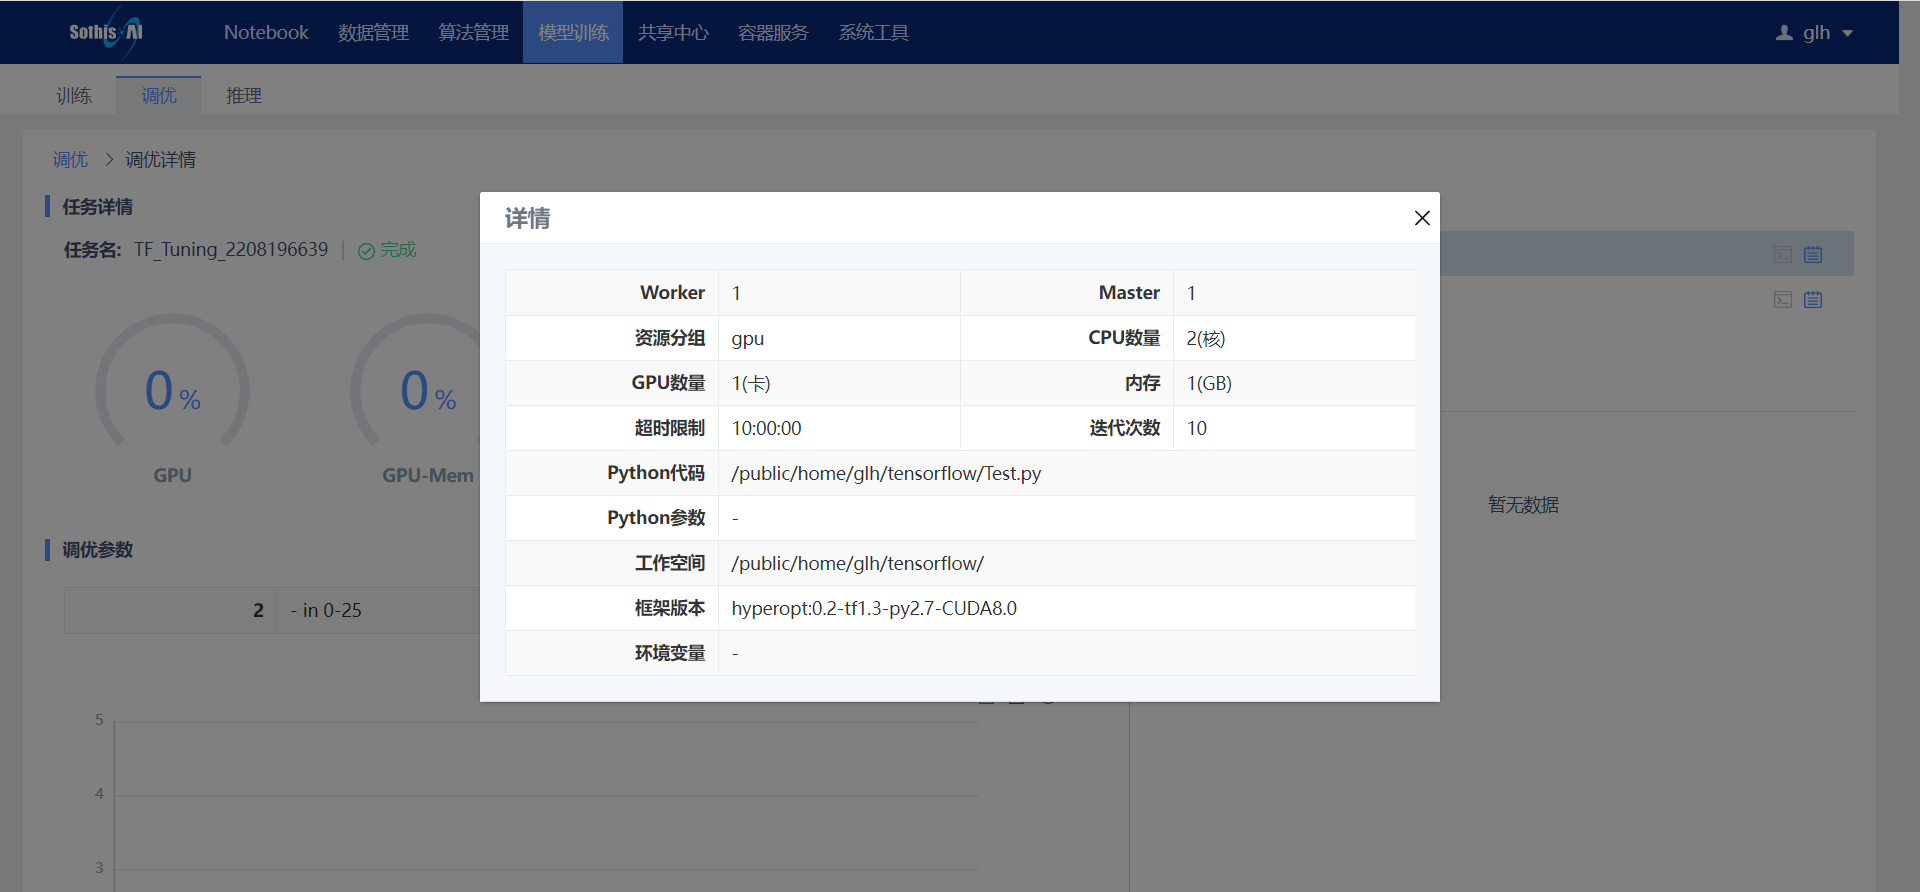 Sothis AI
Notebook 数据管理 算法管理 模型训练 共享中心 容器服务 系统工具 glh
训练 调优 推理
调优 > 调优详情
任务详情
任务名: TF_Tuning_2208196639 | 完成
0 % 0 %
GPU GPU-Mem
调优参数
2 - in 0-25
5
4
3
暂无数据
详情
Worker 1 Master 1
资源分组 gpu CPU数量 2(核)
GPU数量 1(卡) 内存 1(GB)
超时限制 10:00:00 迭代次数 10
Python代码 /public/home/glh/tensorflow/Test.py
Python参数 -
工作空间 /public/home/glh/tensorflow/
框架版本 hyperopt:0.2-tf1.3-py2.7-CUDA8.0
环境变量 -